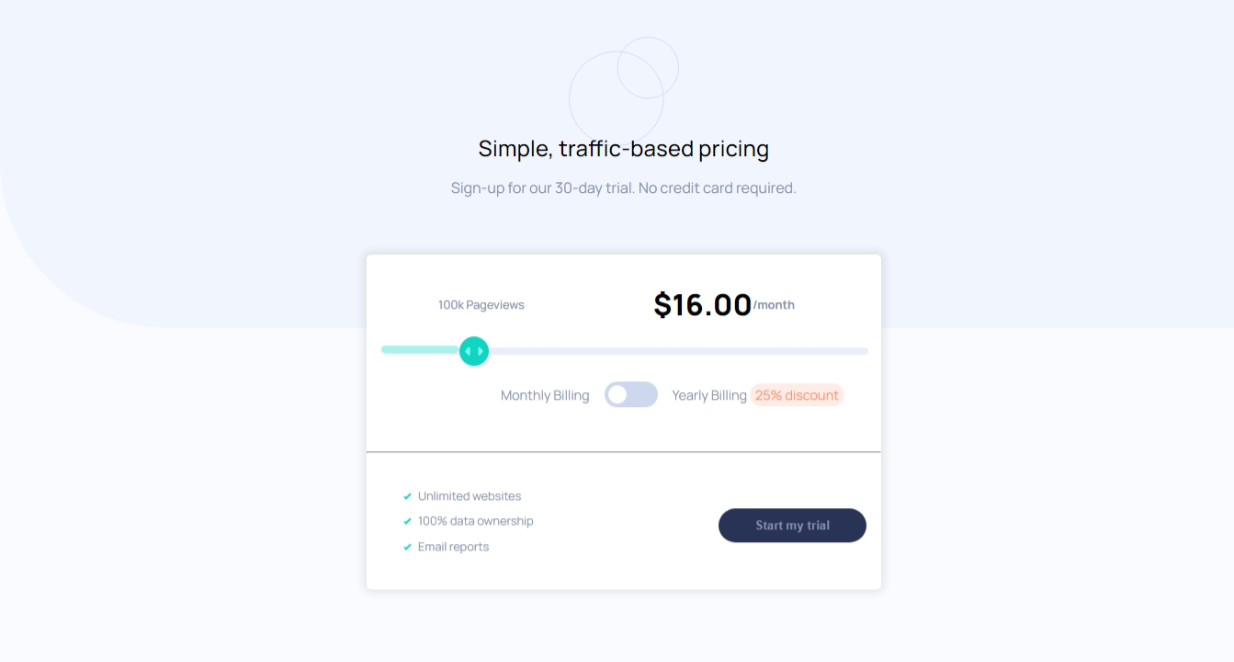 Simple, traffic-based pricing
Sign-up for our 30-day trial. No credit card required.
100k Pageviews
$16.00/month
Monthly Billing
Yearly Billing 25% discount
Unlimited websites
100% data ownership
Email reports
Start my trial